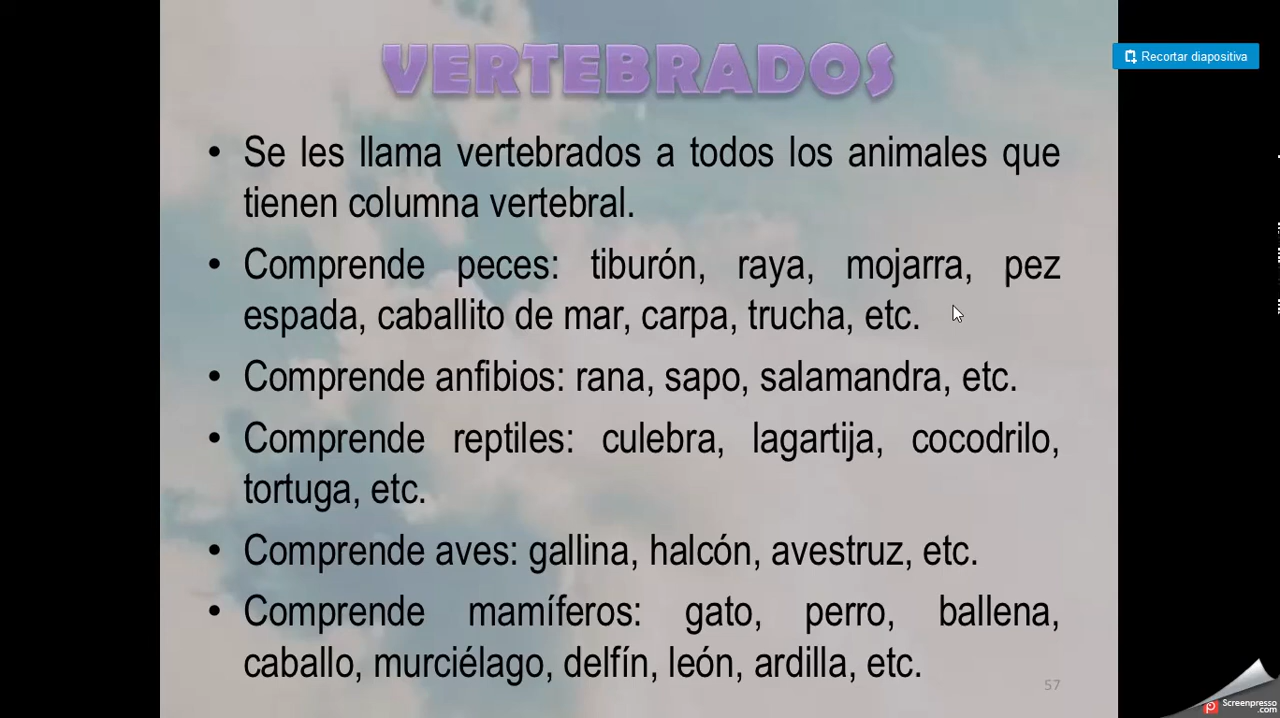 VERTEBRADOS
Recortar diapositiva
• Se les llama vertebrados a todos los animales que
tienen columna vertebral.
• Comprende peces: tiburón, raya, mojarra, pez
espada, caballito de mar, carpa, trucha, etc.
• Comprende anfibios: rana, sapo, salamandra, etc.
• Comprende reptiles: culebra, lagartija, cocodrilo,
tortuga, etc.
• Comprende aves: gallina, halcón, avestruz, etc.
• Comprende mamíferos: gato, perro, ballena,
caballo, murciélago, delfín, león, ardilla, etc.
57
Screenpresso
.com